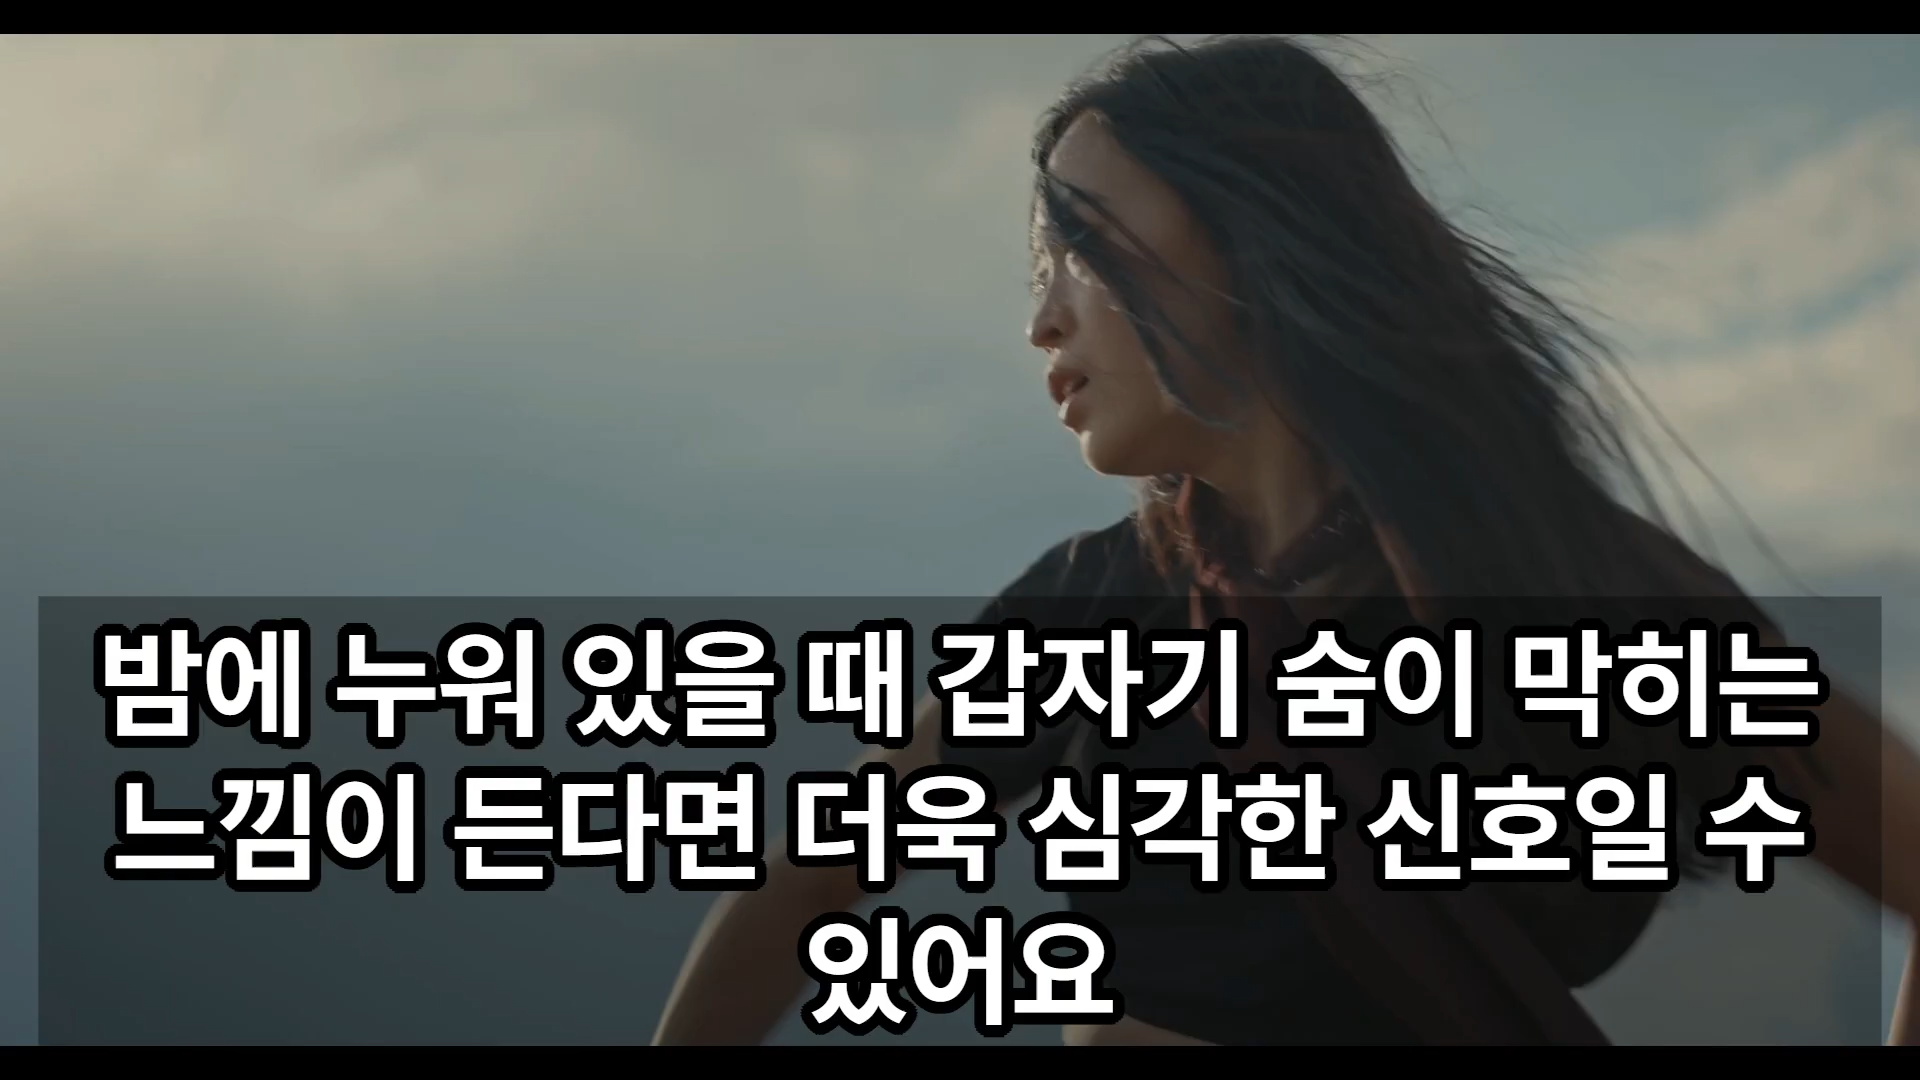 밤에 누워 있을 때 갑자기 숨이 막히는
느낌이 든다면 더욱 심각한 신호일 수
있어요